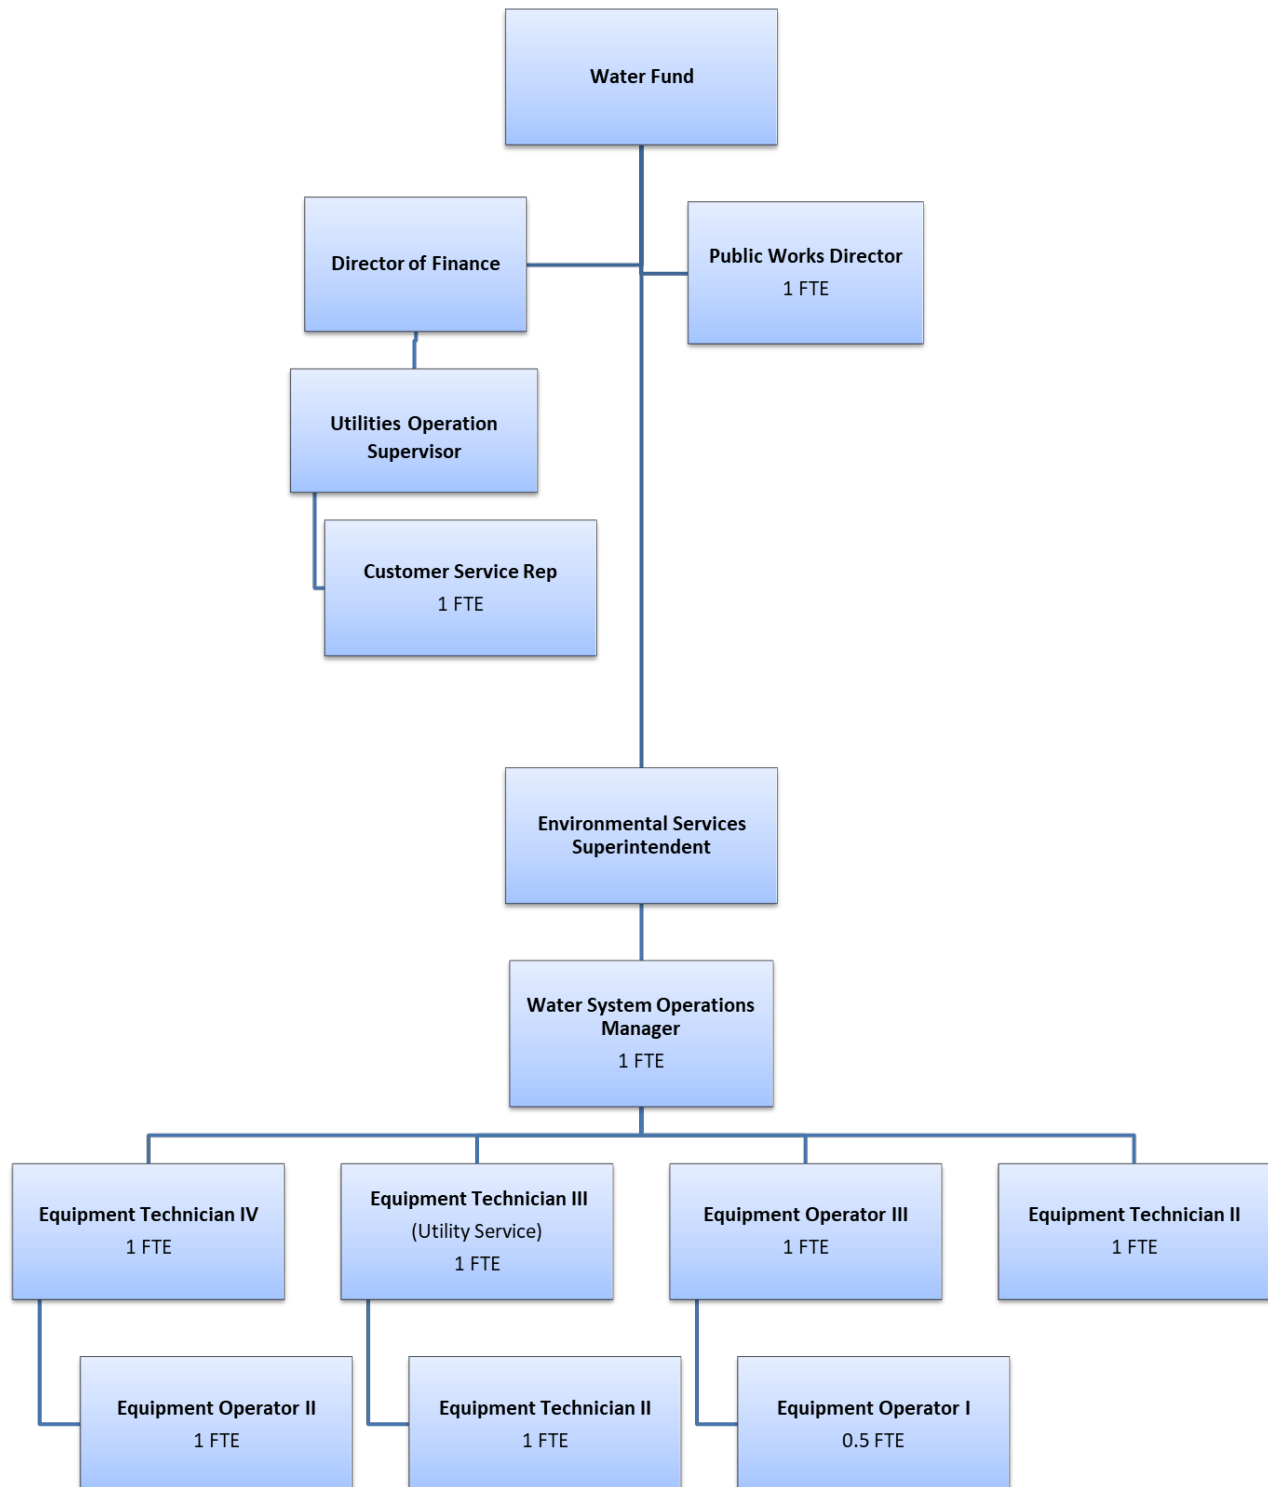 Water Fund
Director of Finance
Public Works Director
1 FTE
Utilities Operation
Supervisor
Customer Service Rep
1 FTE
Environmental Services
Superintendent
Water System Operations
Manager
1 FTE
Equipment Technician IV
1 FTE
Equipment Technician III
(Utility Service)
1 FTE
Equipment Operator III
1 FTE
Equipment Technician II
1 FTE
Equipment Operator II
1 FTE
Equipment Technician II
1 FTE
Equipment Operator I
0.5 FTE